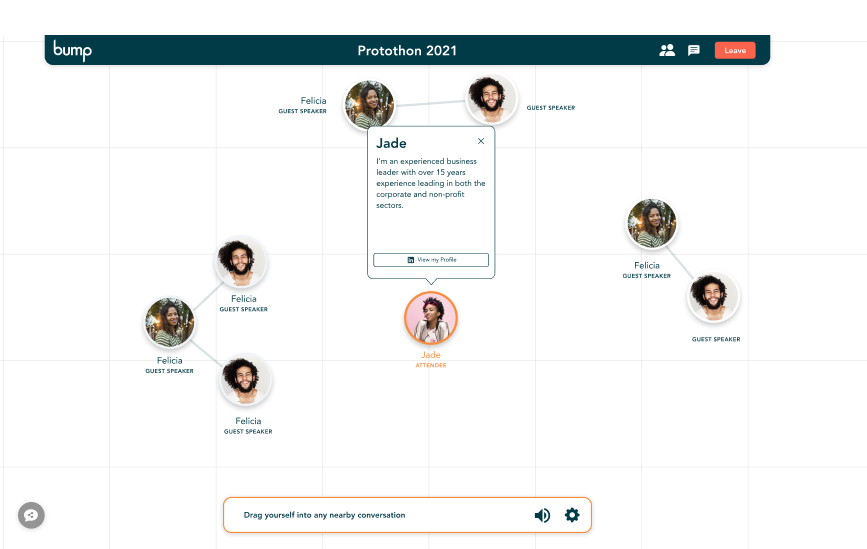 bump
Protothon 2021
Leave
Felicia
GUEST SPEAKER
GUEST SPEAKER
Jade
I'm an experienced business
leader with over 15 years
experience leading in both the
corporate and non-profit
sectors.
View my Profile
Jade
ATTENDEE
Felicia
GUEST SPEAKER
Felicia
GUEST SPEAKER
Felicia
GUEST SPEAKER
Felicia
GUEST SPEAKER
GUEST SPEAKER
Drag yourself into any nearby conversation